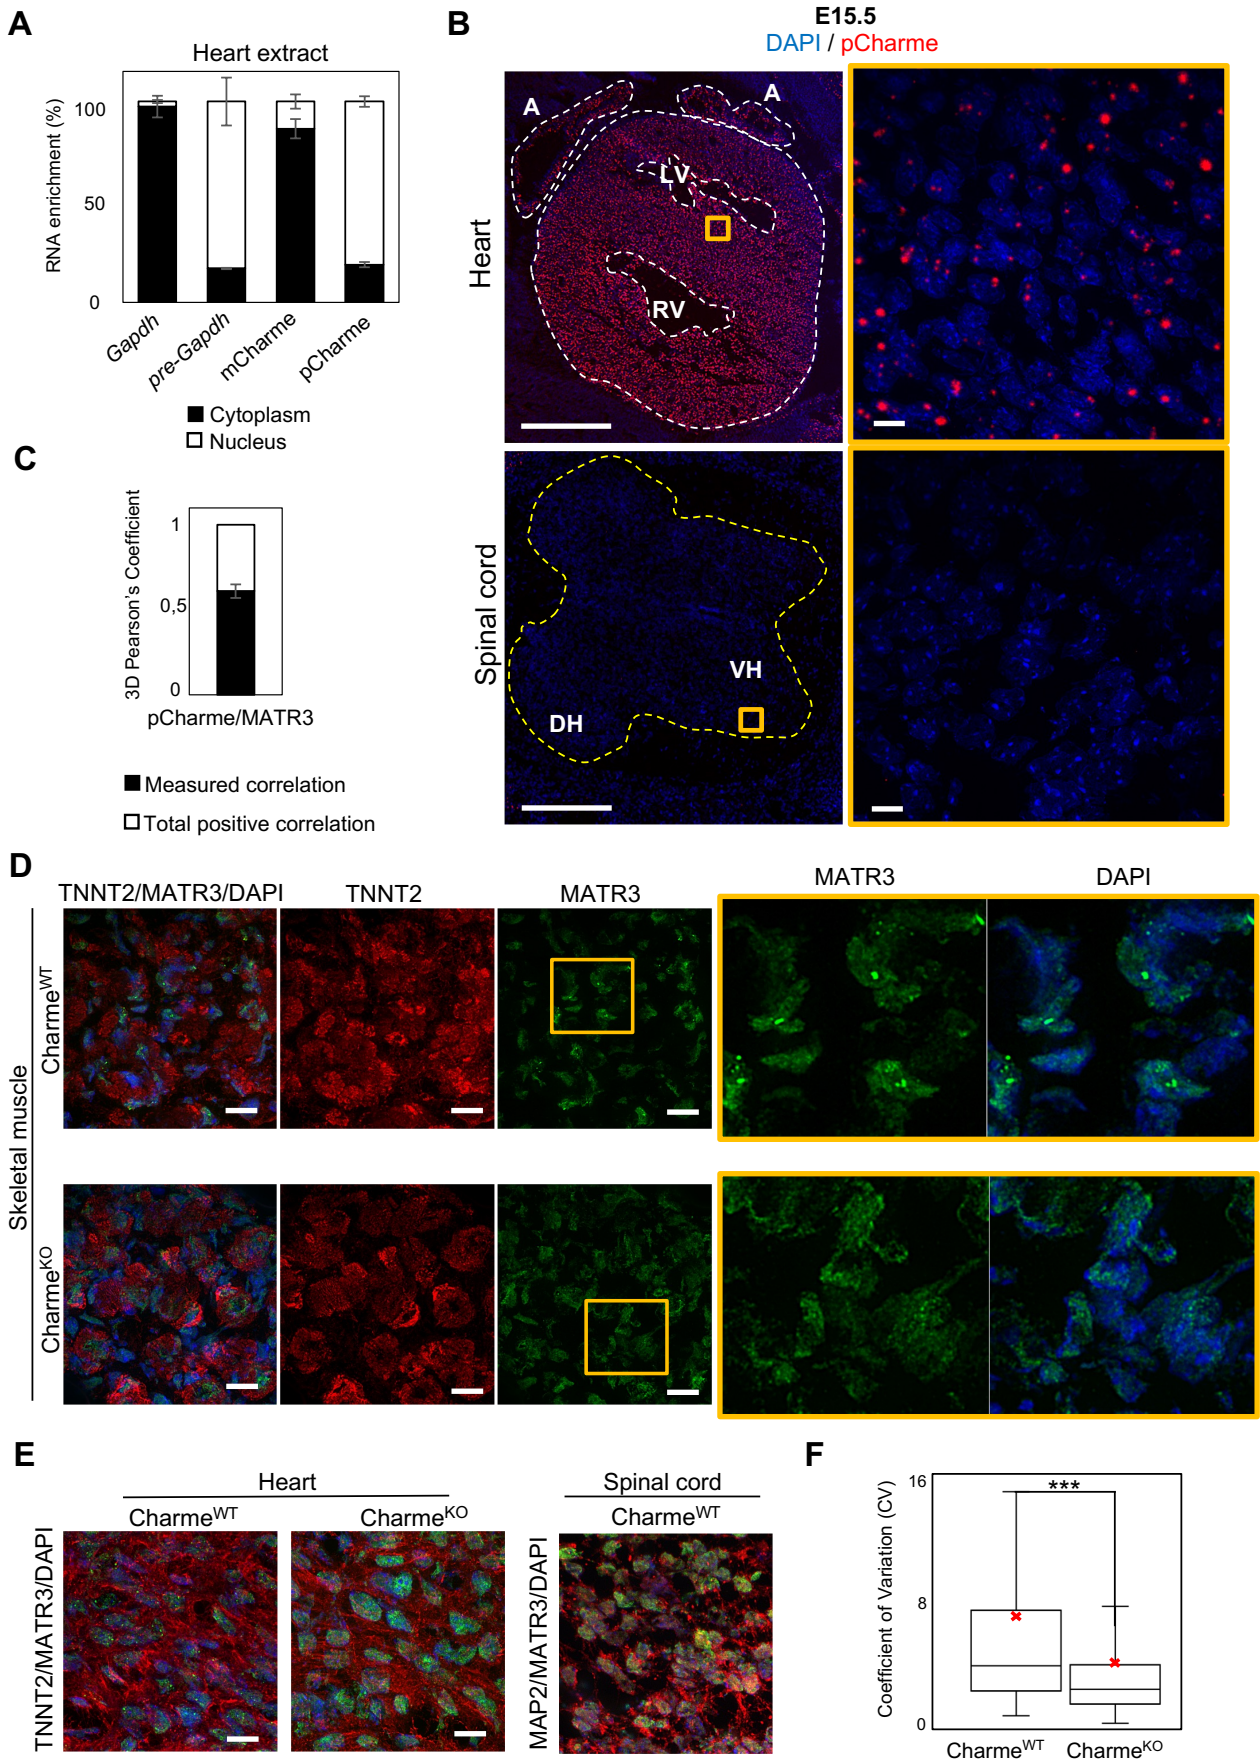 A
Heart extract
RNA enrichment (%)
100
50
0
Gapdh
pre-Gapdh
mCharme
pCharme
Cytoplasm
Nucleus
B
E15.5
DAPI / pCharme
Heart
A
A
LV
RV
Spinal cord
VH
DH
C
3D Pearson's Coefficient
1
0,5
0
pCharme/MATR3
Measured correlation
Total positive correlation
D
TNNT2/MATR3/DAPI
TNNT2
MATR3
MATR3
DAPI
Skeletal muscle
CharmeWT
CharmeKO
E
Heart
Spinal cord
CharmeWT
CharmeKO
CharmeWT
TNNT2/MATR3/DAPI
MAP2/MATR3/DAPI
F
Coefficient of Variation (CV)
16
8
0
***
CharmeWT
CharmeKO